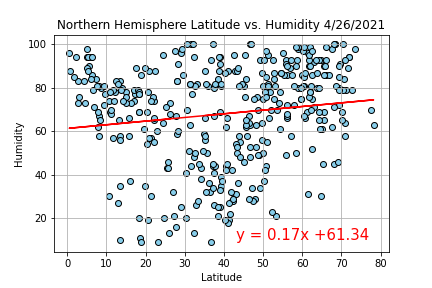 Northern Hemisphere Latitude vs. Humidity 4/26/2021
Humidity
100
80
60
40
20
y = 0.17x +61.34
0 10 20 30 40 50 60 70 80
Latitude